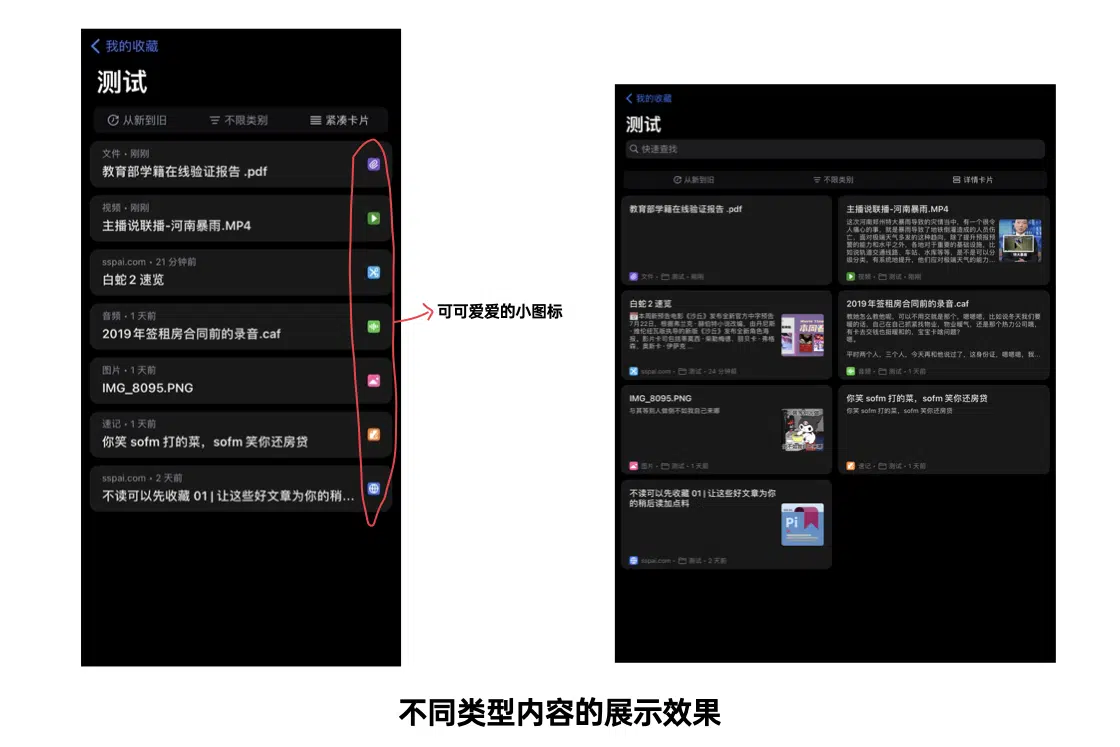 我的收藏
测试
从新到旧 不限类别 紧凑卡片
文件・刚刚
教育部学籍在线验证报告 .pdf
视频・刚刚
主播说联播-河南暴雨.MP4
sspai.com・21 分钟前
白蛇 2 速览
音频・1 天前
2019 年签租房合同前的录音.caf
图片・1 天前
IMG_8095.PNG
速记・1 天前
你笑 sofm 打的菜，sofm 笑你还房贷
sspai.com・2 天前
不读可以先收藏 01 | 让这些好文章为你的稍...
可可爱爱的小图标
我的收藏
测试
快速查找
从新到旧 不限类别 详情卡片
教育部学籍在线验证报告 .pdf
文件・测试・刚刚
主播说联播-河南暴雨.MP4
这次河南郑州特大暴雨导致的灾情当中，有一个很令
人痛心的事，就是暴雨导致了地铁倒灌造成的人员伤
亡，面对极端天气多发的这种趋向，除了提升预报预
警的能力和水平之外，各地对于重要的基础设施，比
如说轨道交通线路、车站、水库等等，是不是可以分
级分类，有系统地提升，他们应对极端天气的能力...
视频・测试・刚刚
白蛇 2 速览
本周新预告电影《沙丘》发布全新官方中字预告
7月22日，根据弗兰克・赫伯特小说改编，由丹尼斯
・维伦纽瓦执导的新版《沙丘》发布全新角色海
报，影片卡司包括蒂莫西・柴勒梅德、丽贝卡・弗格
森、奥斯卡・伊萨克...
本周看
sspai.com・测试・24 分钟前
2019 年签租房合同前的录音.caf
教她怎么教他呢，可以不用交就是那个，嗯嗯嗯，比如说冬天我们要
暖的话，自己在自己抓紧找物业，物业暖气，还是那个热力公司哦，
有卡去交钱也挺暖和的，宝宝卡啥问题？
嗯。
平时两个人，三个人，今天再和他说过了，这身份证，嗯嗯嗯，我...
音频・测试・1 天前
IMG_8095.PNG
与其等别人做倒不如我自己来嘟
图片・测试・1 天前
你笑 sofm 打的菜，sofm 笑你还房贷
你笑 sofm 打的菜，sofm 笑你还房贷
速记・测试・1 天前
不读可以先收藏 01 | 让这些好文章为你
的稍后读加点料
Pi
sspai.com・测试・2 天前
不同类型内容的展示效果